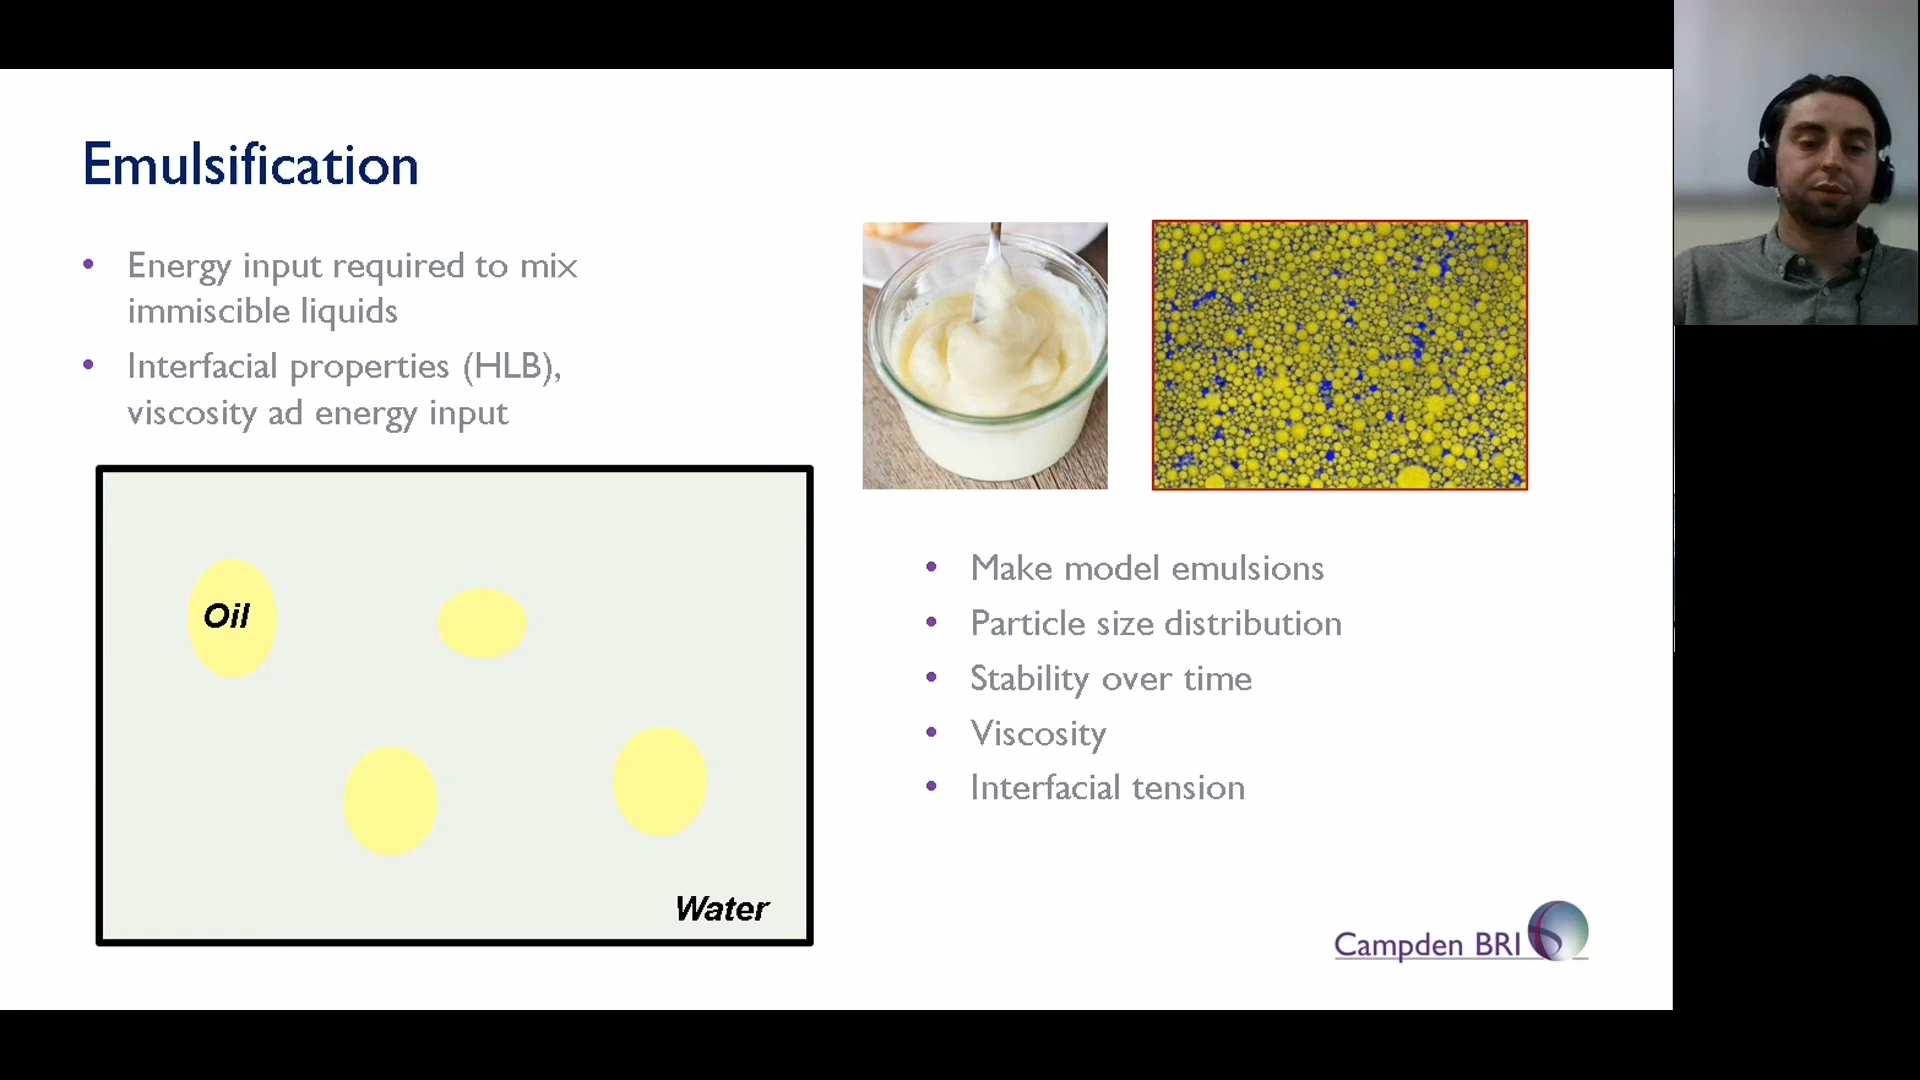 Emulsification
• Energy input required to mix
immiscible liquids
• Interfacial properties (HLB),
viscosity ad energy input
Oil
Water
• Make model emulsions
• Particle size distribution
• Stability over time
• Viscosity
• Interfacial tension
Campden BRI